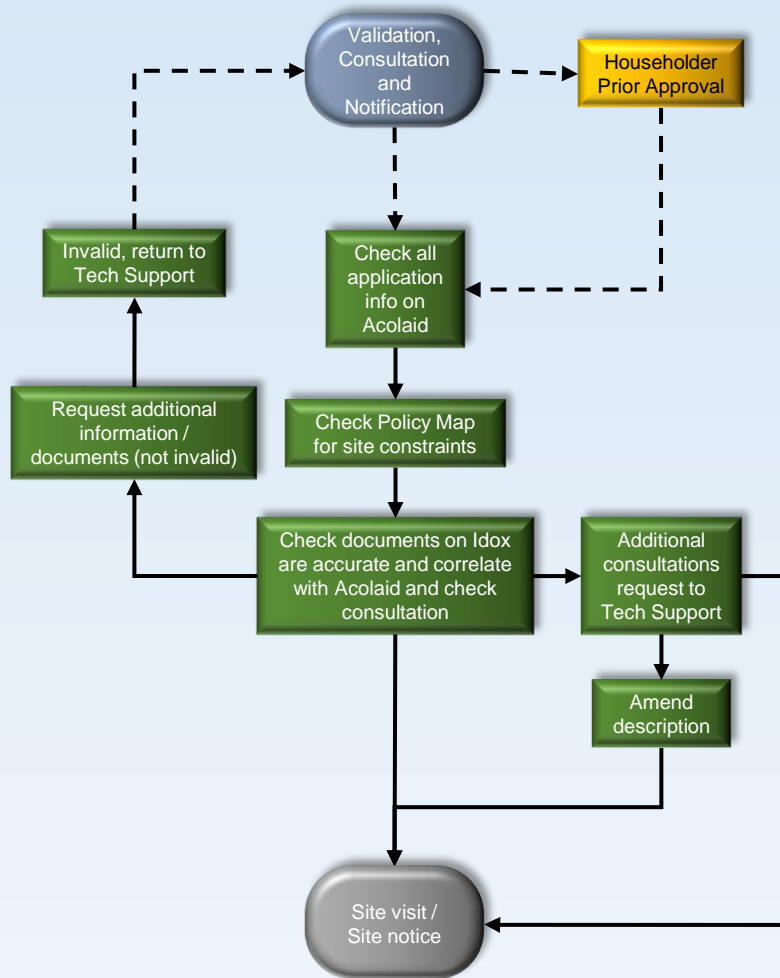 Validation,
Consultation
and
Notification
Householder
Prior Approval
Invalid, return to
Tech Support
Check all
application
info on
Acolaid
Request additional
information /
documents (not invalid)
Check Policy Map
for site constraints
Check documents on Idox
are accurate and correlate
with Acolaid and check
consultation
Additional
consultations
request to
Tech Support
Amend
description
Site visit /
Site notice